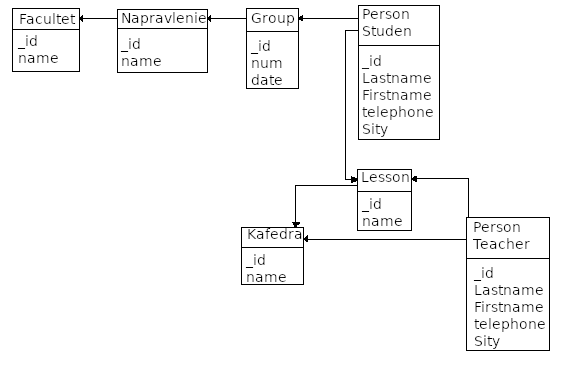 Facultet
_id
name
Napravlenie
_id
name
Group
_id
num
date
Person
Studen
_id
Lastname
Firstname
telephone
Sity
Lesson
_id
name
Kafedra
_id
name
Person
Teacher
_id
Lastname
Firstname
telephone
Sity